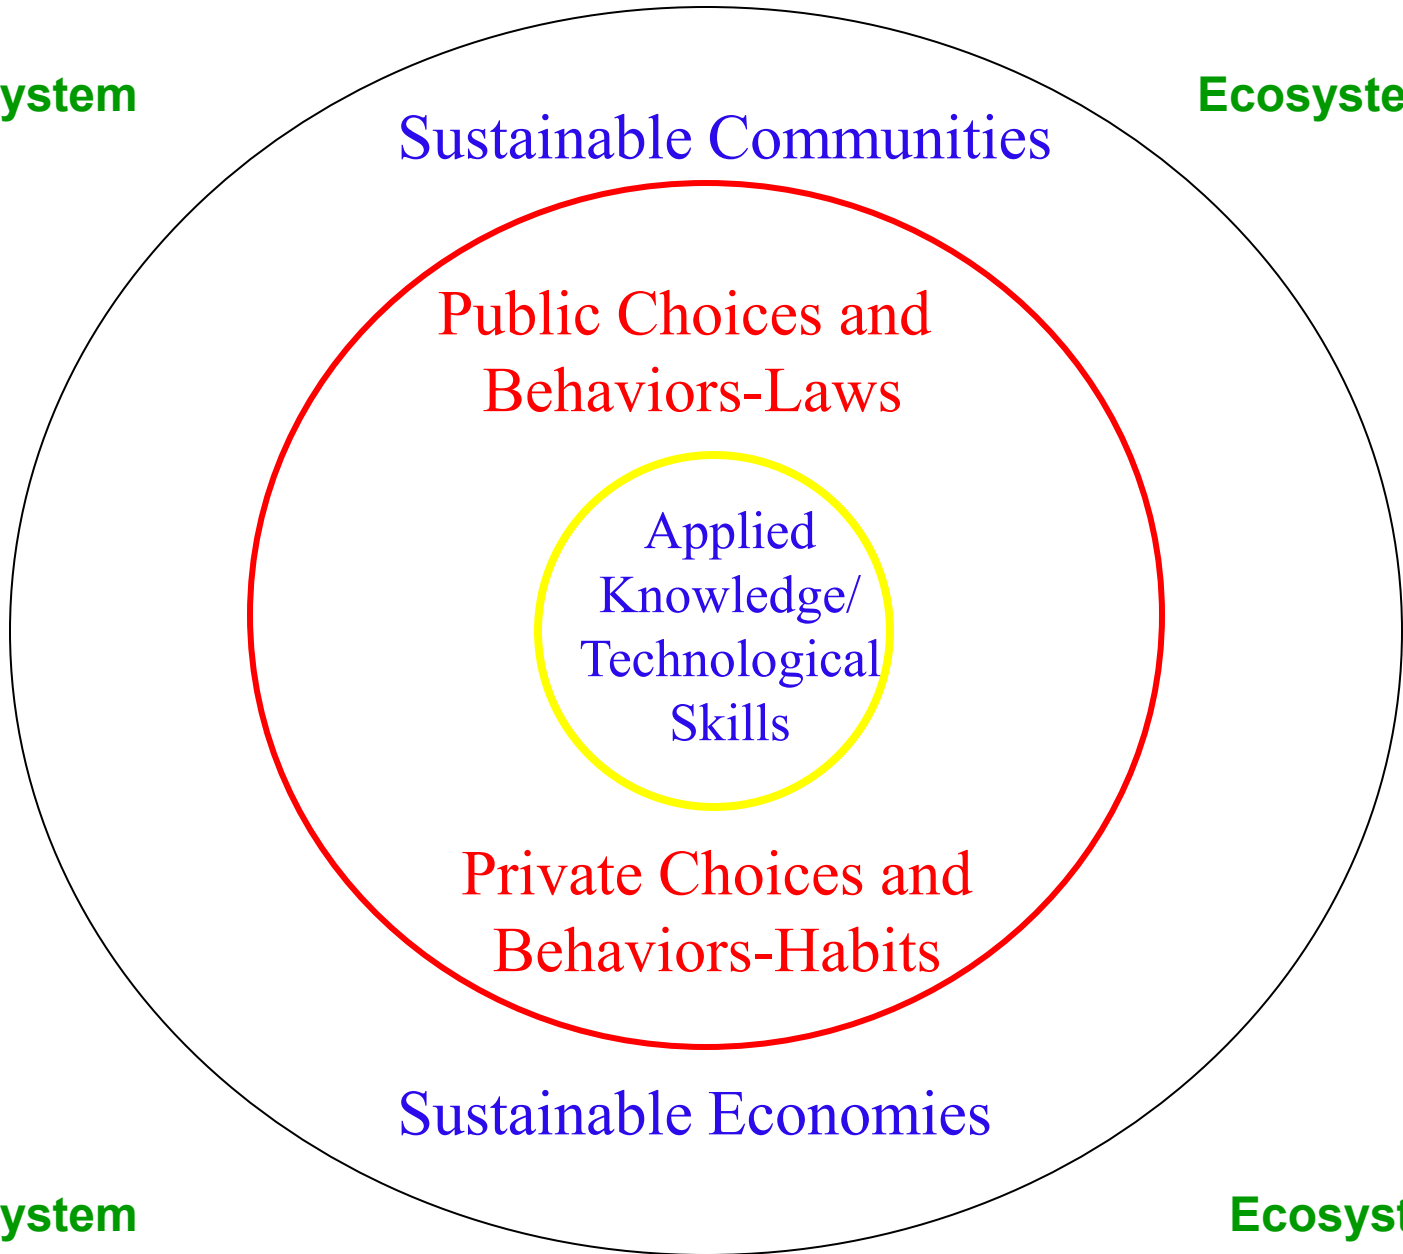 ystem
Ecosyste
Sustainable Communities
Public Choices and
Behaviors-Laws
Applied
Knowledge/
Technological
Skills
Private Choices and
Behaviors-Habits
Sustainable Economies
ystem
Ecosyst